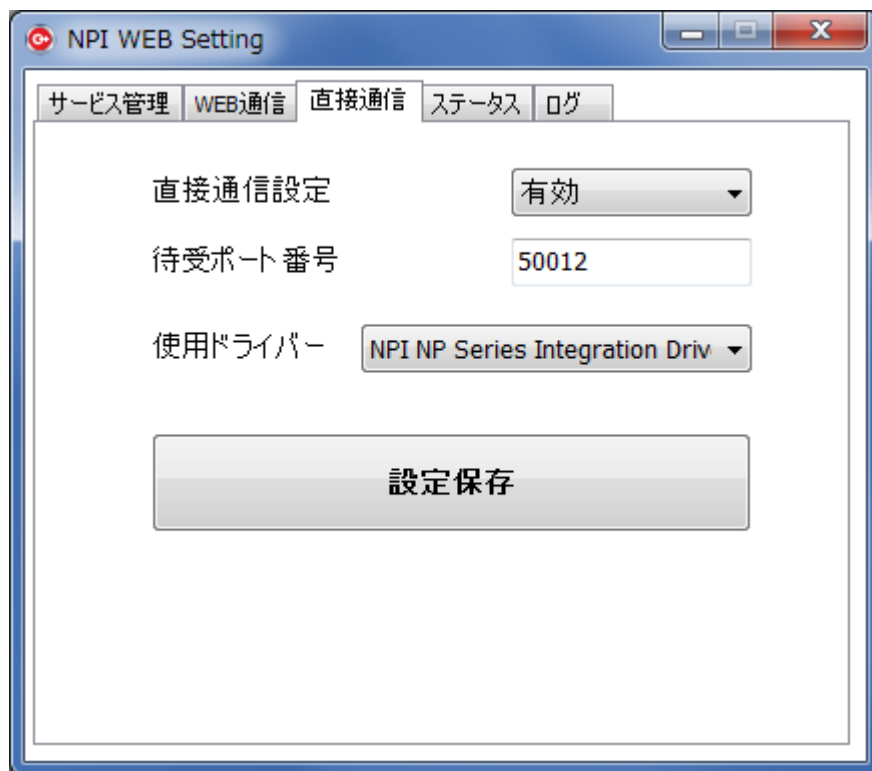 NPI WEB Setting
サービス管理 WEB通信 直接通信 ステータス ログ
直接通信設定 有効
待受ポート番号 50012
使用ドライバー NPI NP Series Integration Driv
設定保存